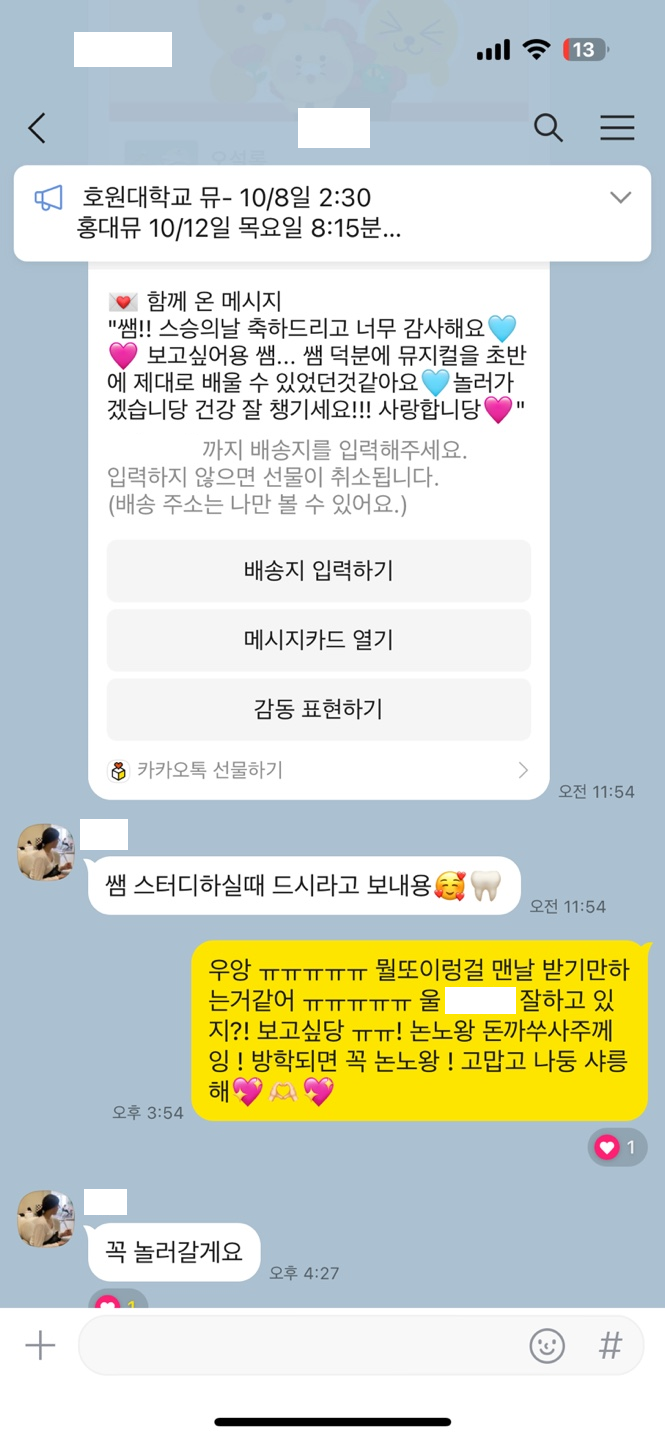 13
호원대학교 뮤- 10/8일 2:30
홍대뮤 10/12일 목요일 8:15분...
💌 함께 온 메시지
"쌤!! 스승의날 축하드리고 너무 감사해요🩵
🩷 보고싶어용 쌤... 쌤 덕분에 뮤지컬을 초반
에 제대로 배울 수 있었던것같아요🩵놀러가
겠습니당 건강 잘 챙기세요!!! 사랑합니당🩷"
까지 배송지를 입력해주세요.
입력하지 않으면 선물이 취소됩니다.
(배송 주소는 나만 볼 수 있어요.)
배송지 입력하기
메시지카드 열기
감동 표현하기
카카오톡 선물하기
오전 11:54
쌤 스터디하실때 드시라고 보내용🥰🦷
오전 11:54
우앙 ㅠㅠㅠㅠㅠ 뭘또이렁걸 맨날 받기만하
는거같어 ㅠㅠㅠㅠㅠ 울 잘하고 있
지?! 보고싶당 ㅠㅠ! 논노왕 돈까쑤사주께
잉 ! 방학되면 꼭 논노왕 ! 고맙고 나둥 샤릉
해💖🫶🏻💖
오후 3:54
1
꼭 놀러갈게요
오후 4:27
1
#